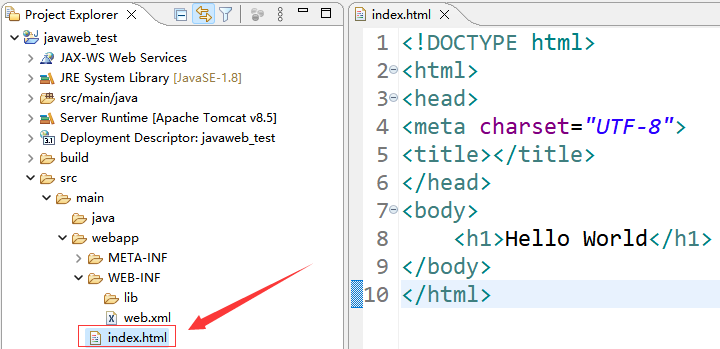 Project Explorer
javaweb_test
JAX-WS Web Services
JRE System Library [JavaSE-1.8]
src/main/java
Server Runtime [Apache Tomcat v8.5]
Deployment Descriptor: javaweb_test
build
src
main
java
webapp
META-INF
WEB-INF
lib
web.xml
index.html
index.html
1 <!DOCTYPE html>
2 <html>
3 <head>
4 <meta charset="UTF-8">
5 <title></title>
6 </head>
7 <body>
8     <h1>Hello World</h1>
9 </body>
10 </html>